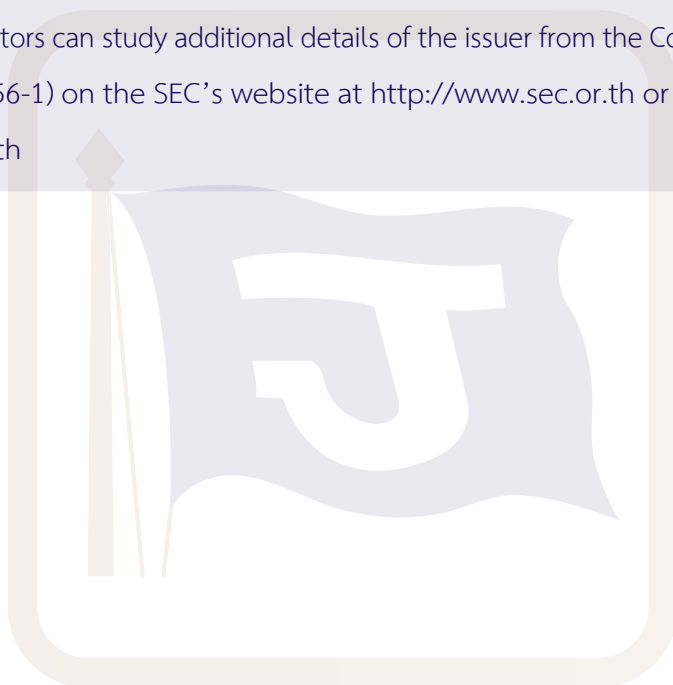 tors can study additional details of the issuer from the Co
56-1) on the SEC’s website at http://www.sec.or.th or
th
J